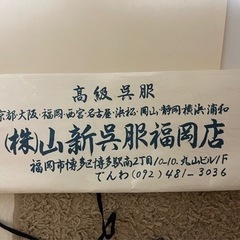 高級呉服
京都・大阪・福岡・西宮・名古屋・浜松・岡山・静岡・横浜・浦和
(株)山新呉服福岡店
福岡市博多区博多駅南2丁目10-10.丸山ビル1F
でんわ(092)481-3036